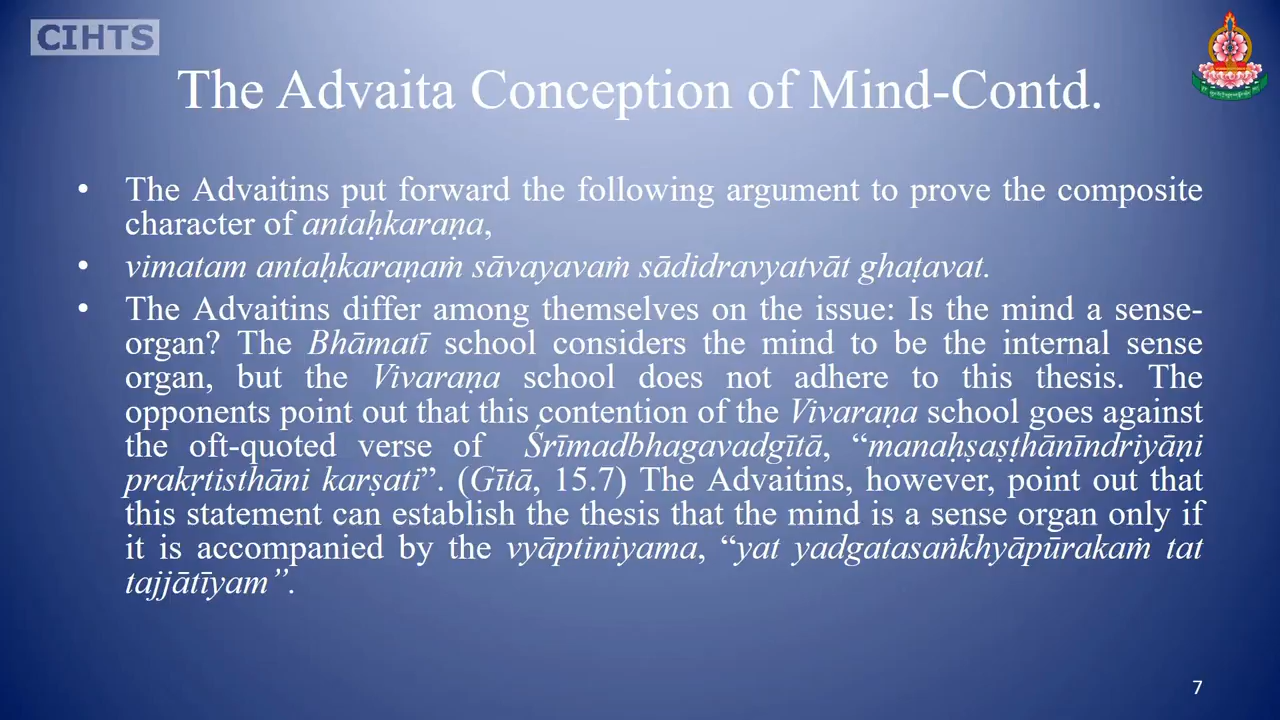 CIHTS
The Advaita Conception of Mind-Contd.
• The Advaitins put forward the following argument to prove the composite
character of antaḥkaraṇa,
• vimatam antaḥkaraṇaṁ sāvayavaṁ sādidravyatvāt ghaṭavat.
• The Advaitins differ among themselves on the issue: Is the mind a sense-
organ? The Bhāmatī school considers the mind to be the internal sense
organ, but the Vivaraṇa school does not adhere to this thesis. The
opponents point out that this contention of the Vivaraṇa school goes against
the oft-quoted verse of Śrīmadbhagavadgītā, “manaḥṣaṣṭhānīndriyāṇi
prakṛtisthāni karṣati”. (Gītā, 15.7) The Advaitins, however, point out that
this statement can establish the thesis that the mind is a sense organ only if
it is accompanied by the vyāptiniyama, “yat yadgatasaṅkhyāpūrakaṁ tat
tajjātīyam”.
7